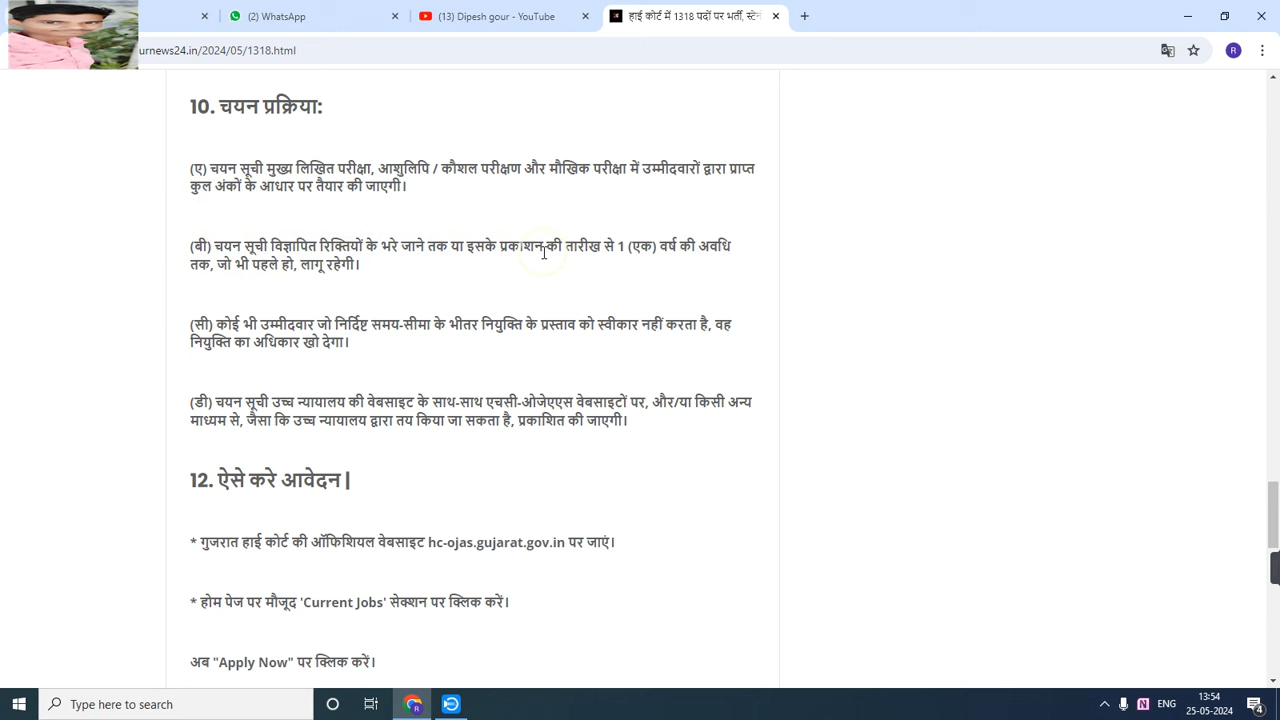 (2) WhatsApp
(13) Dipesh gour - YouTube
हाई कोर्ट में 1318 पदों पर भर्ती, स्टेनो
urnews24.in/2024/05/1318.html
R
10. चयन प्रक्रिया:
(ए) चयन सूची मुख्य लिखित परीक्षा, आशुलिपि / कौशल परीक्षण और मौखिक परीक्षा में उम्मीदवारों द्वारा प्राप्त
कुल अंकों के आधार पर तैयार की जाएगी।
(बी) चयन सूची विज्ञापित रिक्तियों के भरे जाने तक या इसके प्रकाशन की तारीख से 1 (एक) वर्ष की अवधि
तक, जो भी पहले हो, लागू रहेगी।
(सी) कोई भी उम्मीदवार जो निर्दिष्ट समय-सीमा के भीतर नियुक्ति के प्रस्ताव को स्वीकार नहीं करता है, वह
नियुक्ति का अधिकार खो देगा।
(डी) चयन सूची उच्च न्यायालय की वेबसाइट के साथ-साथ एचसी-ओजेएएस वेबसाइटों पर, और/या किसी अन्य
माध्यम से, जैसा कि उच्च न्यायालय द्वारा तय किया जा सकता है, प्रकाशित की जाएगी।
12. ऐसे करे आवेदन |
* गुजरात हाई कोर्ट की ऑफिशियल वेबसाइट hc-ojas.gujarat.gov.in पर जाएं।
* होम पेज पर मौजूद 'Current Jobs' सेक्शन पर क्लिक करें।
अब "Apply Now" पर क्लिक करें।
Type here to search
R
N
ENG
13:54
25-05-2024
4